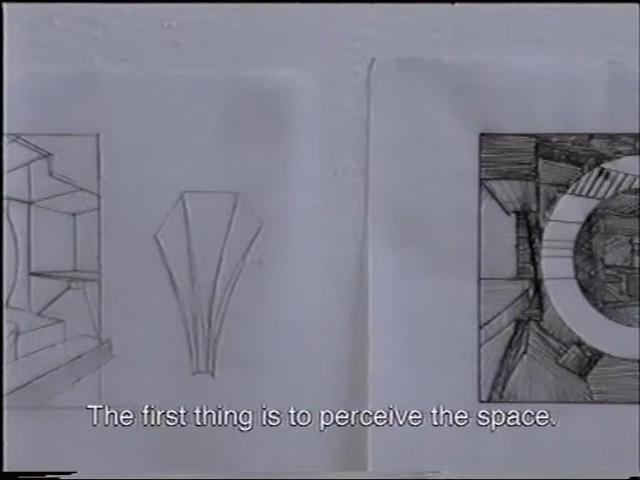 The first thing is to perceive the space.